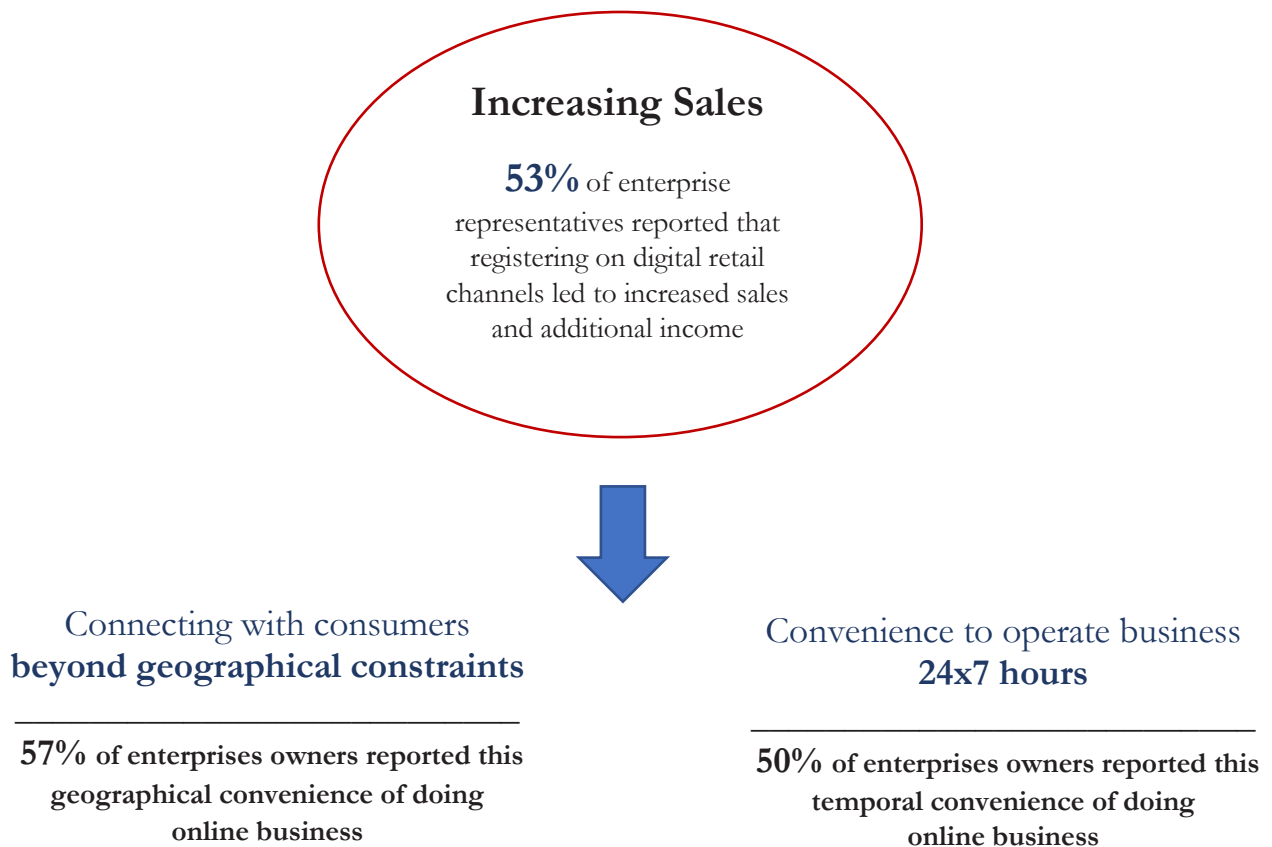 Increasing Sales
53% of enterprise
representatives reported that
registering on digital retail
channels led to increased sales
and additional income
Connecting with consumers
beyond geographical constraints
57% of enterprises owners reported this
geographical convenience of doing
online business
Convenience to operate business
24x7 hours
50% of enterprises owners reported this
temporal convenience of doing
online business